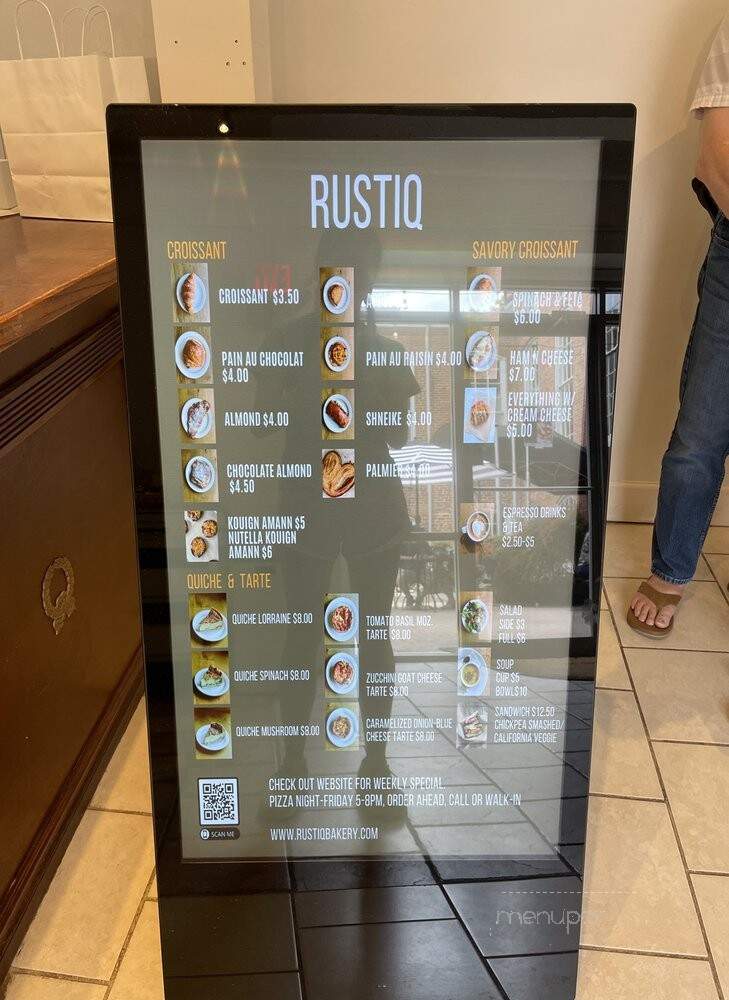 RUSTIQ
CROISSANT
CROISSANT $3.50
PAIN AU CHOCOLAT
$4.00
PAIN AU RAISIN $4.00
ALMOND $4.00
SHNEIKE $4.00
CHOCOLATE ALMOND
$4.50
PALMIER $4.00
KOUIGN AMANN $5
NUTELLA KOUIGN
AMANN $6
SAVORY CROISSANT
SPINACH & FETA
$6.00
HAM N CHEESE
$7.00
EVERYTHING W/
CREAM CHEESE
$5.00
ESPRESSO DRINKS
& TEA
$2.50-$5
QUICHE & TARTE
QUICHE LORRAINE $8.00
TOMATO BASIL MOZ.
TARTE $8.00
SALAD
SIDE $3
FULL $6
QUICHE SPINACH $8.00
ZUCCHINI GOAT CHEESE
TARTE $8.00
SOUP
CUP $5
BOWL$10
QUICHE MUSHROOM $8.00
CARAMELIZED ONION-BLUE
CHEESE TARTE $8.00
SANDWICH $12.50
CHICKPEA SMASHED/
CALIFORNIA VEGGIE
SCAN ME
CHECK OUT WEBSITE FOR WEEKLY SPECIAL.
PIZZA NIGHT-FRIDAY 5-8PM, ORDER AHEAD, CALL OR WALK-IN
WWW.RUSTIQBAKERY.COM